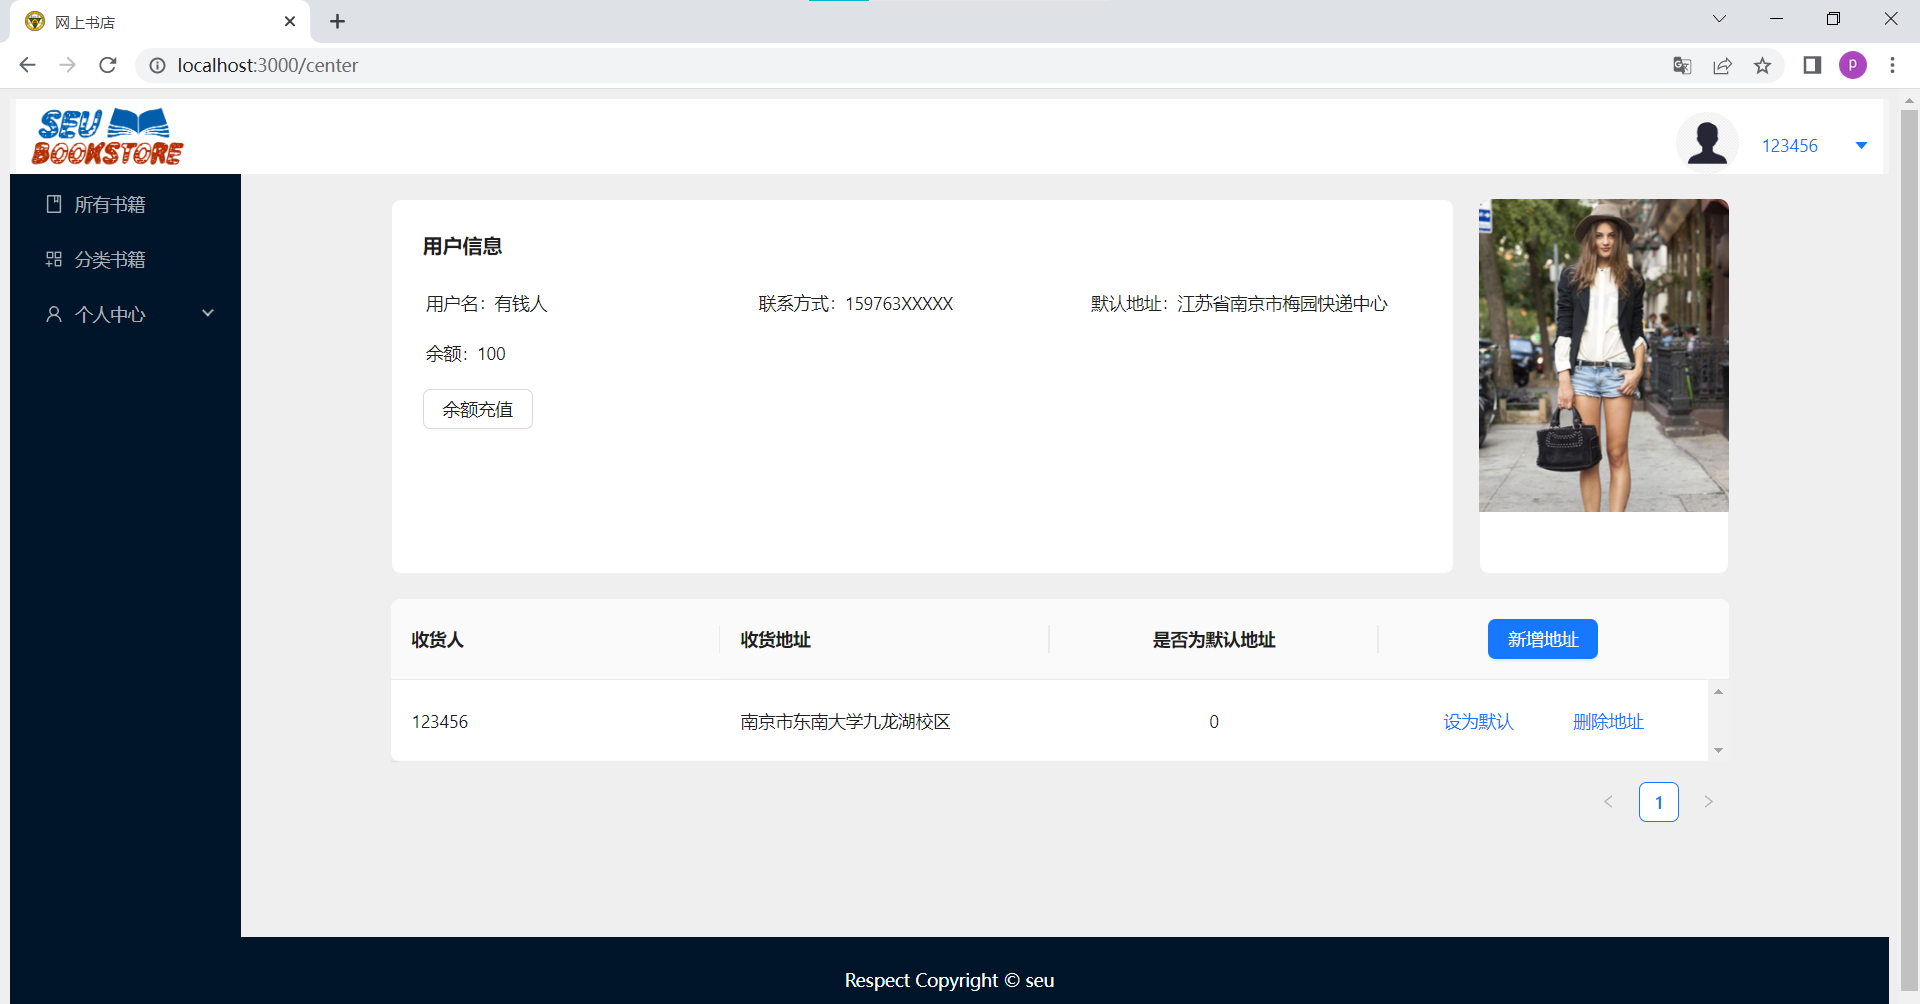 网上书店
localhost:3000/center
P
SEU
BOOKSTORE
123456
所有书籍
分类书籍
个人中心
用户信息
用户名：有钱人
联系方式：159763XXXXX
默认地址：江苏省南京市梅园快递中心
余额：100
余额充值
收货人
收货地址
是否为默认地址
新增地址
123456
南京市东南大学九龙湖校区
0
设为默认
删除地址
1
Respect Copyright © seu